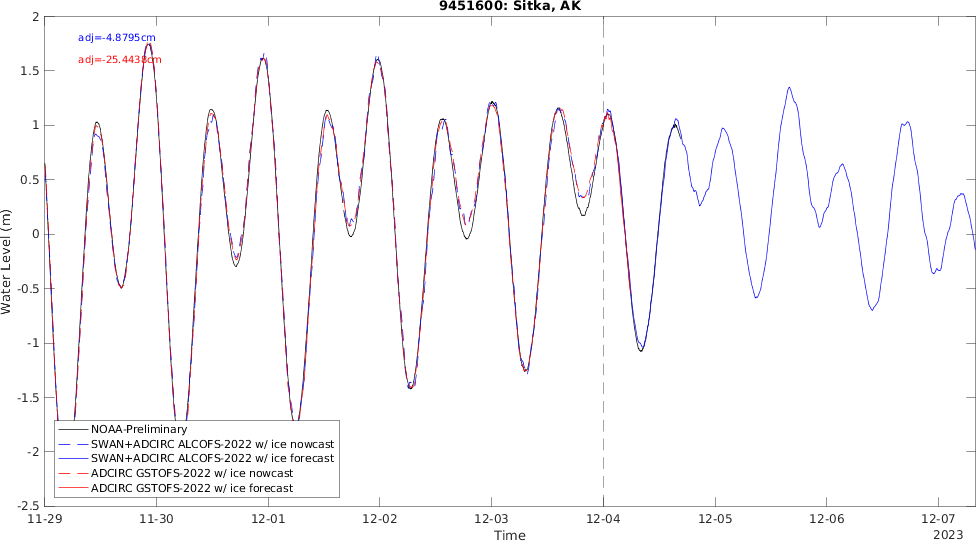 9451600: Sitka, AK
adj=-4.8795cm
adj=-25.4438cm
2
1.5
1
0.5
0
-0.5
-1
-1.5
-2
-2.5
Water Level (m)
NOAA-Preliminary
SWAN+ADCIRC ALCOFS-2022 w/ ice nowcast
SWAN+ADCIRC ALCOFS-2022 w/ ice forecast
ADCIRC GSTOFS-2022 w/ ice nowcast
ADCIRC GSTOFS-2022 w/ ice forecast
11-29 11-30 12-01 12-02 12-03 12-04 12-05 12-06 12-07
Time
2023